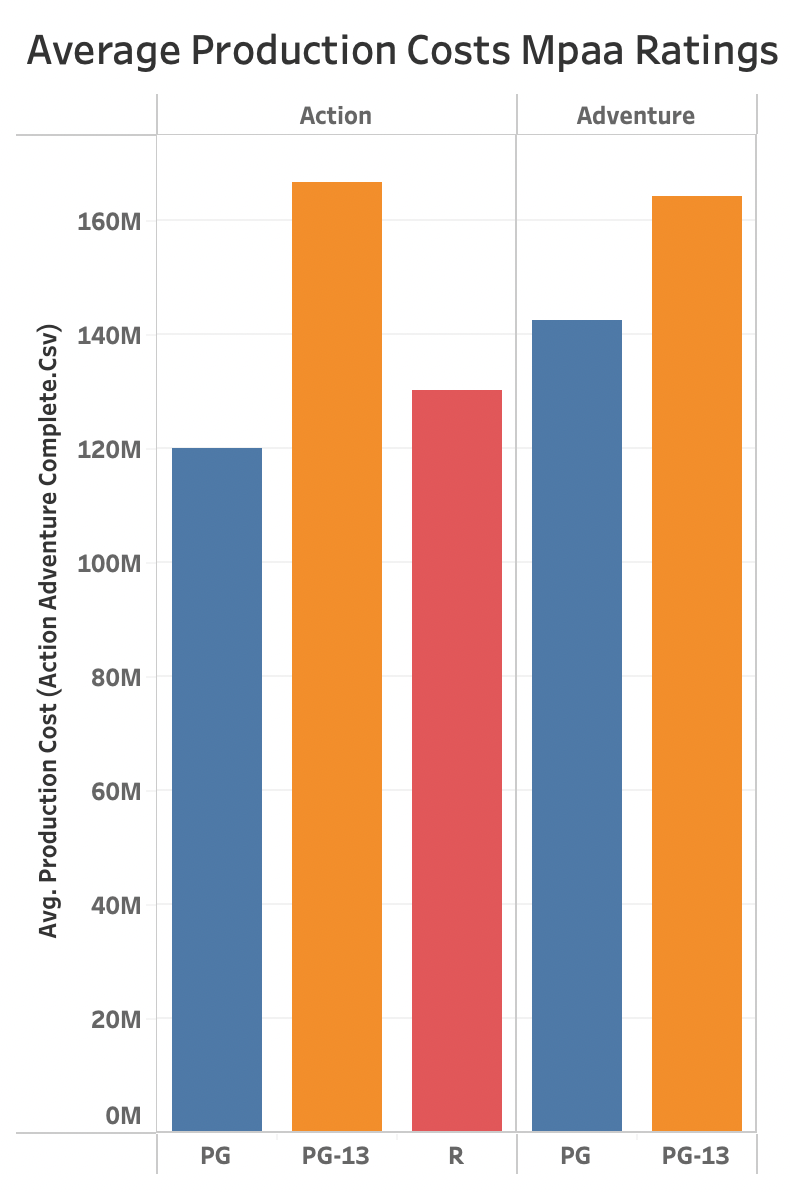 Average Production Costs Mpaa Ratings
Action
Adventure
Avg. Production Cost (Action Adventure Complete.Csv)
160M
140M
120M
100M
80M
60M
40M
20M
0M
PG
PG-13
R
PG
PG-13